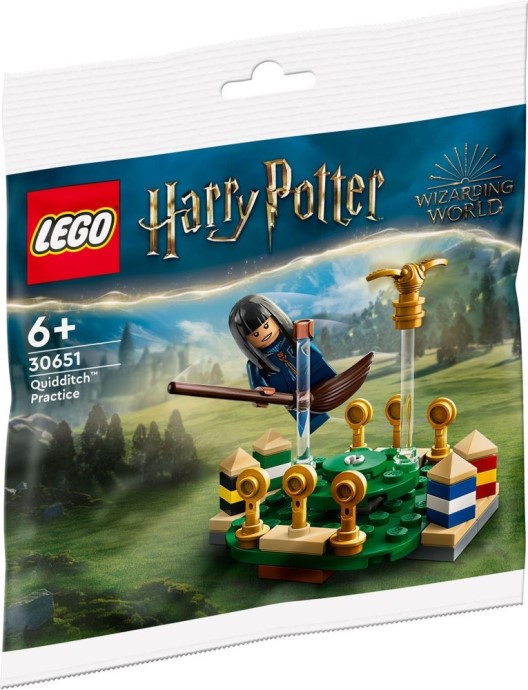 LEGO
Harry Potter
WIZARDING
WORLD
6+
30651
Quidditch™
Practice